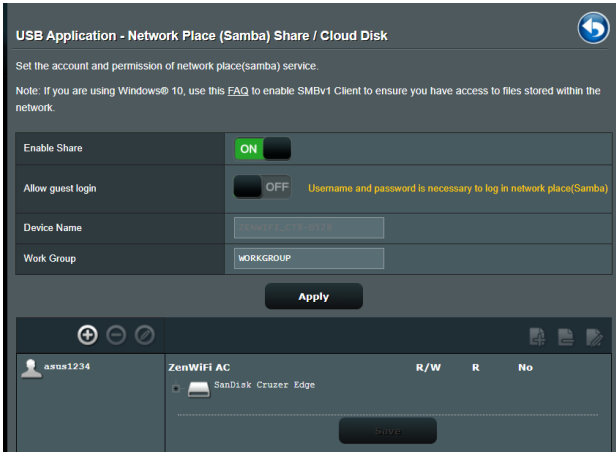 USB Application - Network Place (Samba) Share / Cloud Disk
Set the account and permission of network place(samba) service.
Note: If you are using Windows® 10, use this FAQ to enable SMBv1 Client to ensure you have access to files stored within the
network.
Enable Share ON
Allow guest login OFF Username and password is necessary to log in network place(Samba)
Device Name
Work Group WORKGROUP
Apply
asus1234 ZenWiFi AC R/W R No
SanDisk Cruzer Edge
Save